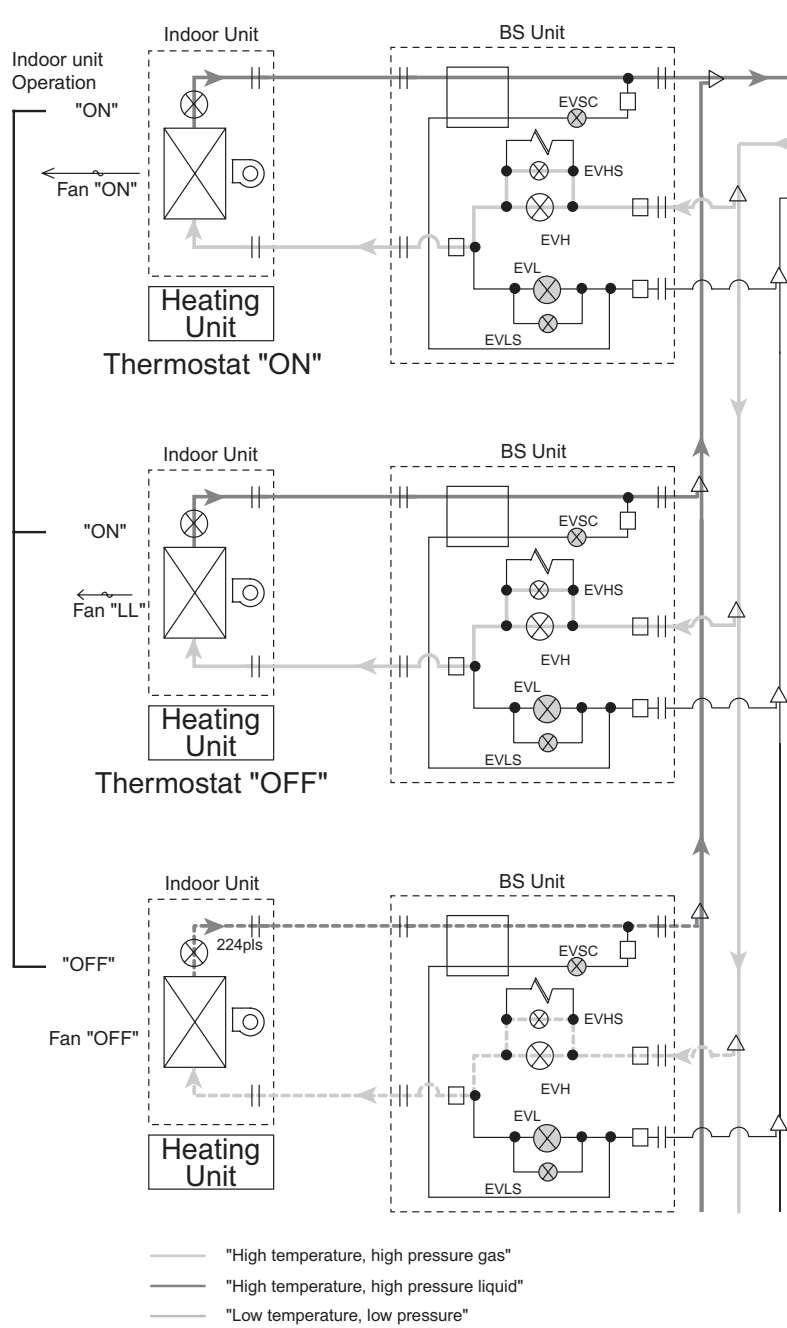 Indoor Unit
BS Unit
Indoor unit
Operation
"ON"
EVSC
Fan "ON"
EVHS
EVH
EVL
EVLS
Heating
Unit
Thermostat "ON"
Indoor Unit
BS Unit
"ON"
EVSC
Fan "LL"
EVHS
EVH
EVL
EVLS
Heating
Unit
Thermostat "OFF"
Indoor Unit
BS Unit
224pls
EVSC
"OFF"
EVHS
Fan "OFF"
EVH
EVL
EVLS
Heating
Unit
"High temperature, high pressure gas"
"High temperature, high pressure liquid"
"Low temperature, low pressure"